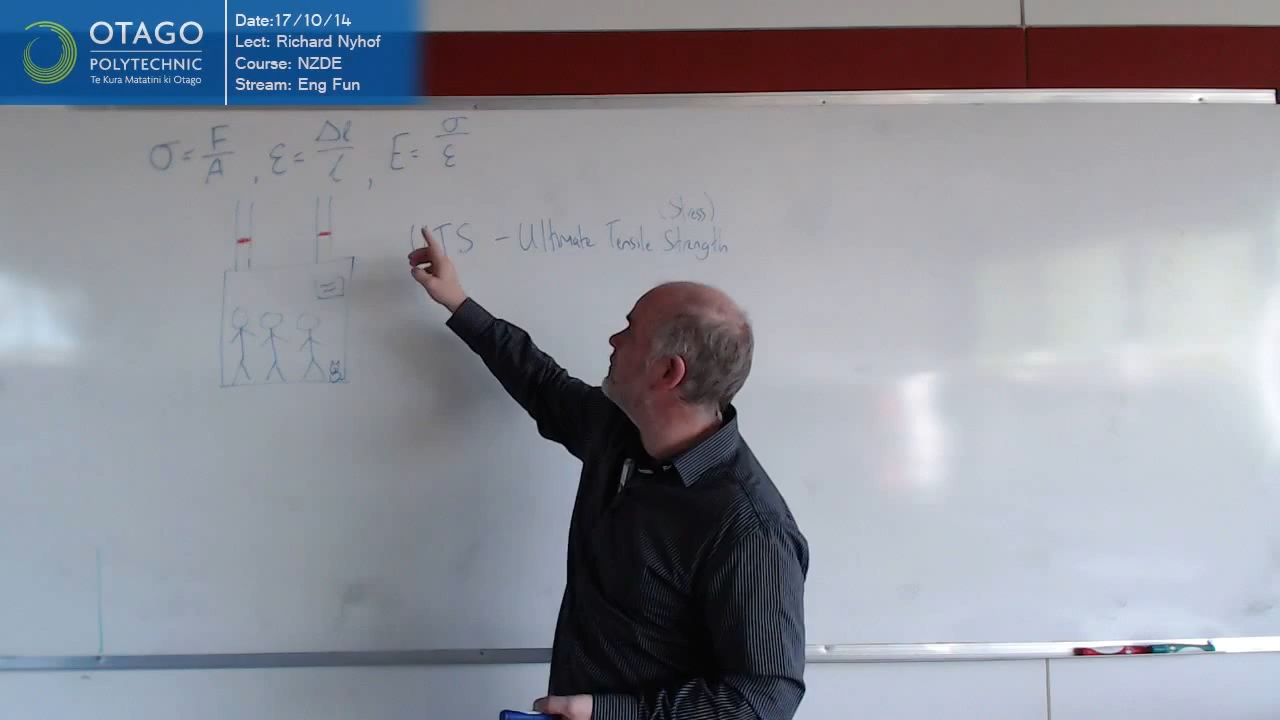 OTAGO
POLYTECHNIC
Te Kura Matatini ki Otago
Date:17/10/14
Lect: Richard Nyhof
Course: NZDE
Stream: Eng Fun
σ = F/A , ε = Δl/L , E = σ/ε
(Stress)
UTS - Ultimate Tensile Strength